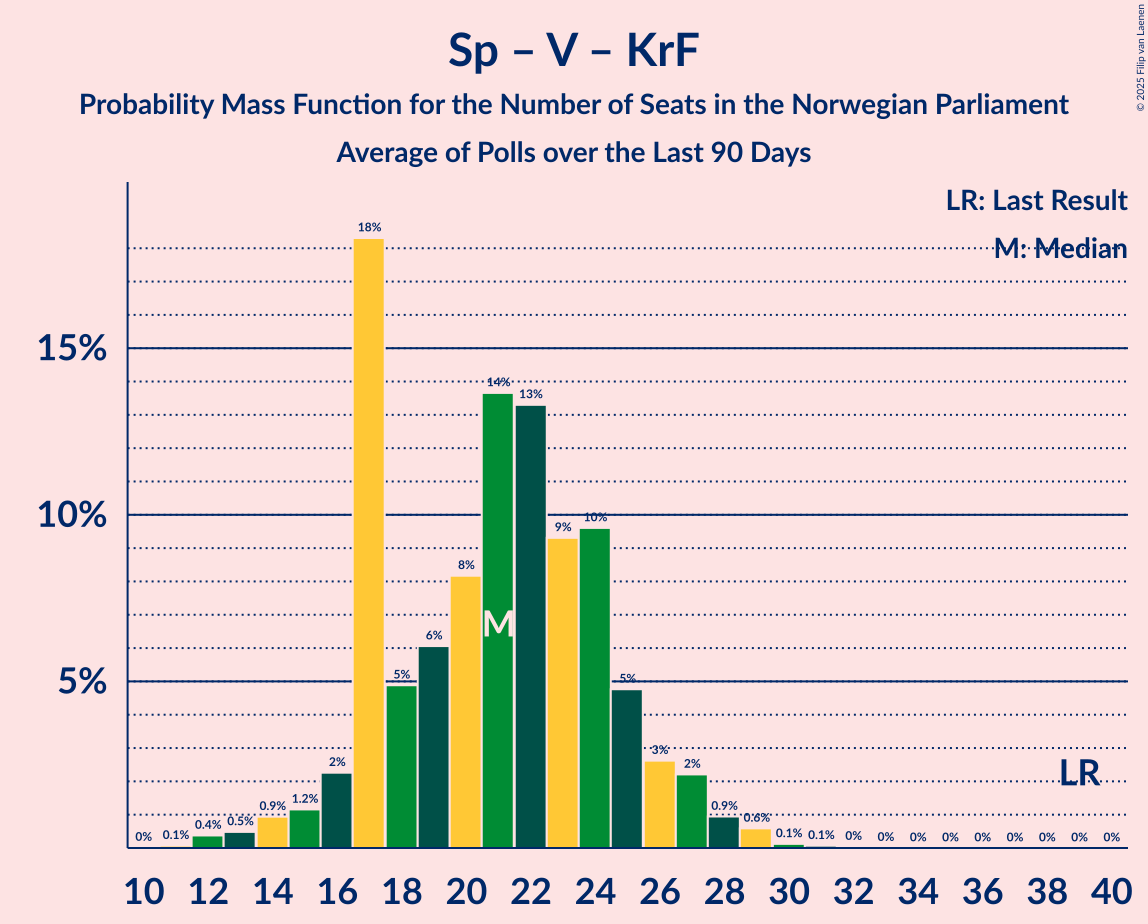 Sp – V – KrF
Probability Mass Function for the Number of Seats in the Norwegian Parliament
Average of Polls over the Last 90 Days
© 2025 Filip van Laenen
LR: Last Result
M: Median
15%
10%
5%
0% 0.1% 0.4% 0.5% 0.9% 1.2% 2% 18% 5% 6% 8% 14% 13% 9% 10% 5% 3% 2% 0.9% 0.6% 0.1% 0.1% 0% 0% 0% 0% 0% 0% 0% 0% 0%
M
LR
10 12 14 16 18 20 22 24 26 28 30 32 34 36 38 40